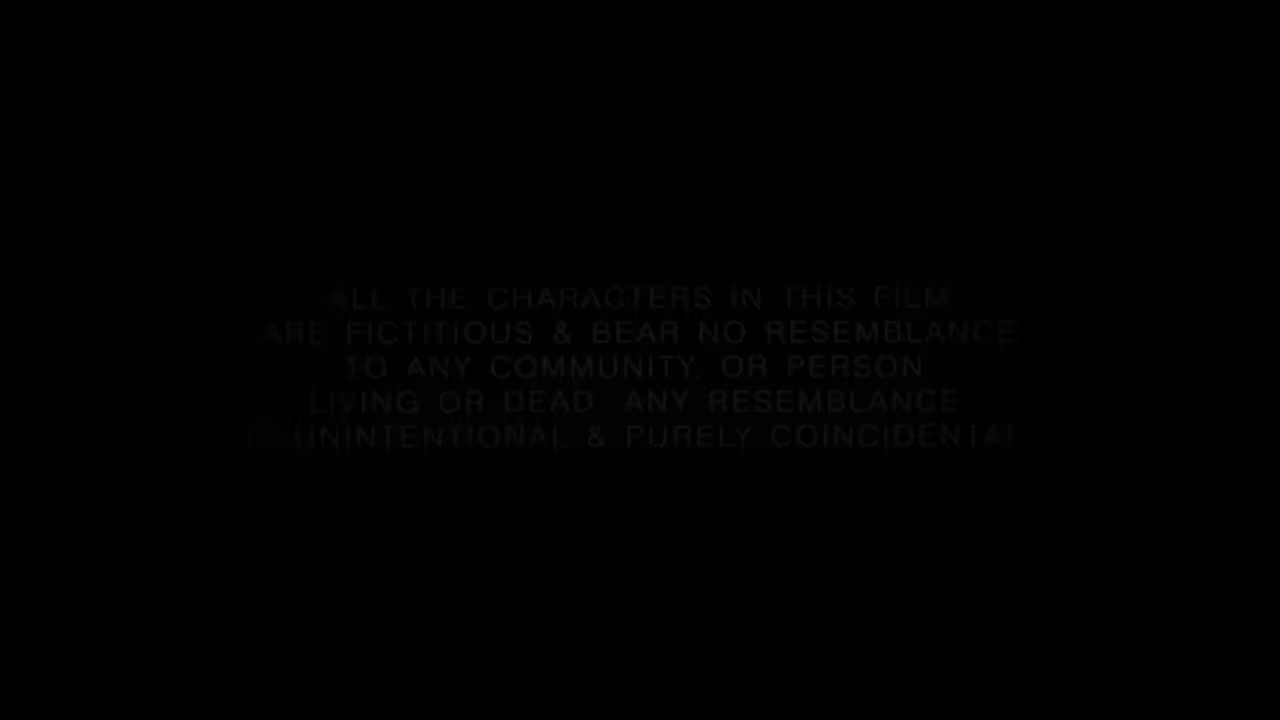 ALL THE CHARACTERS IN THIS FILM
ARE FICTITIOUS & BEAR NO RESEMBLANCE
TO ANY COMMUNITY, OR PERSON
LIVING OR DEAD. ANY RESEMBLANCE
IS UNINTENTIONAL & PURELY COINCIDENTAL